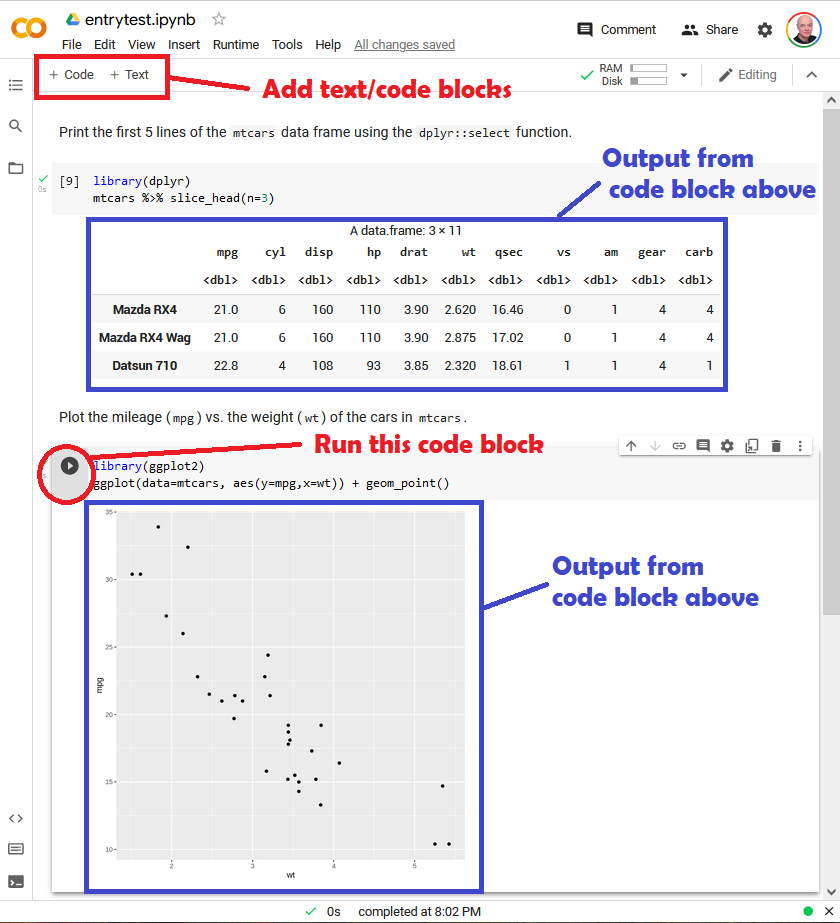 entrytest.ipynb
Comment Share
File Edit View Insert Runtime Tools Help All changes saved
+ Code + Text
RAM
Disk
Editing
Add text/code blocks
Print the first 5 lines of the mtcars data frame using the dplyr::select function.
Output from
code block above
[9] library(dplyr)
0s
mtcars %>% slice_head(n=3)
A data.frame: 3 × 11
mpg cyl disp hp drat wt qsec vs am gear carb
<dbl> <dbl> <dbl> <dbl> <dbl> <dbl> <dbl> <dbl> <dbl> <dbl> <dbl>
Mazda RX4 21.0 6 160 110 3.90 2.620 16.46 0 1 4 4
Mazda RX4 Wag 21.0 6 160 110 3.90 2.875 17.02 0 1 4 4
Datsun 710 22.8 4 108 93 3.85 2.320 18.61 1 1 4 1
Plot the mileage (mpg) vs. the weight (wt) of the cars in mtcars.
Run this code block
library(ggplot2)
ggplot(data=mtcars, aes(y=mpg,x=wt)) + geom_point()
Output from
code block above
35
30
25
mpg
20
15
10
2 3 4 5
wt
0s completed at 8:02 PM